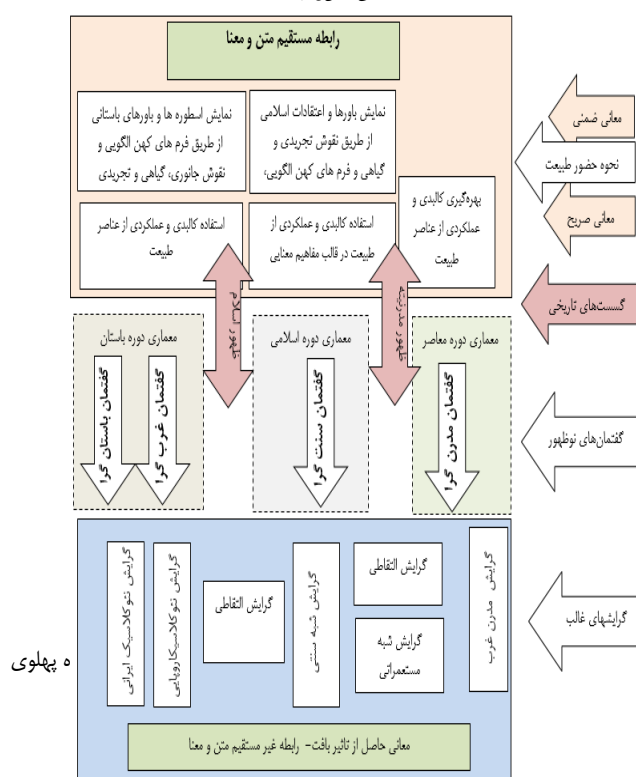 رابطه مستقیم متن و معنا
نمایش باورها و اعتقادات اسلامی
از طریق نقوش تجریدی و
گیاهی و فرم های کهن الگویی،
نمایش اسطوره ها و باورهای باستانی
از طریق فرم های کهن الگویی و
نقوش جانوری، گیاهی و تجریدی
بهره‌گیری کالبدی و
عملکردی از عناصر
طبیعت
استفاده کالبدی و عملکردی از
طبیعت در قالب مفاهیم معنایی
استفاده کالبدی و عملکردی از عناصر
طبیعت
معانی ضمنی
نحوه حضور طبیعت
معانی صریح
گسست‌های تاریخی
ظهور مدرنیته
ظهور اسلام
معماری دوره معاصر
معماری دوره اسلامی
معماری دوره باستان
گفتمان مدرن گرا
گفتمان سنت گرا
گفتمان غرب گرا
گفتمان باستان گرا
گفتمان‌های نوظهور
گرایش مدرن غرب
گرایش التقاطی
گرایش شبه
مستعمراتی
گرایش شبه سنتی
گرایش التقاطی
گرایش نئوکلاسیکاروپایی
گرایش نئوکلاسیک ایرانی
گرایشهای غالب
ه پهلوی
معانی حاصل از تاثیر بافت- رابطه غیر مستقیم متن و معنا